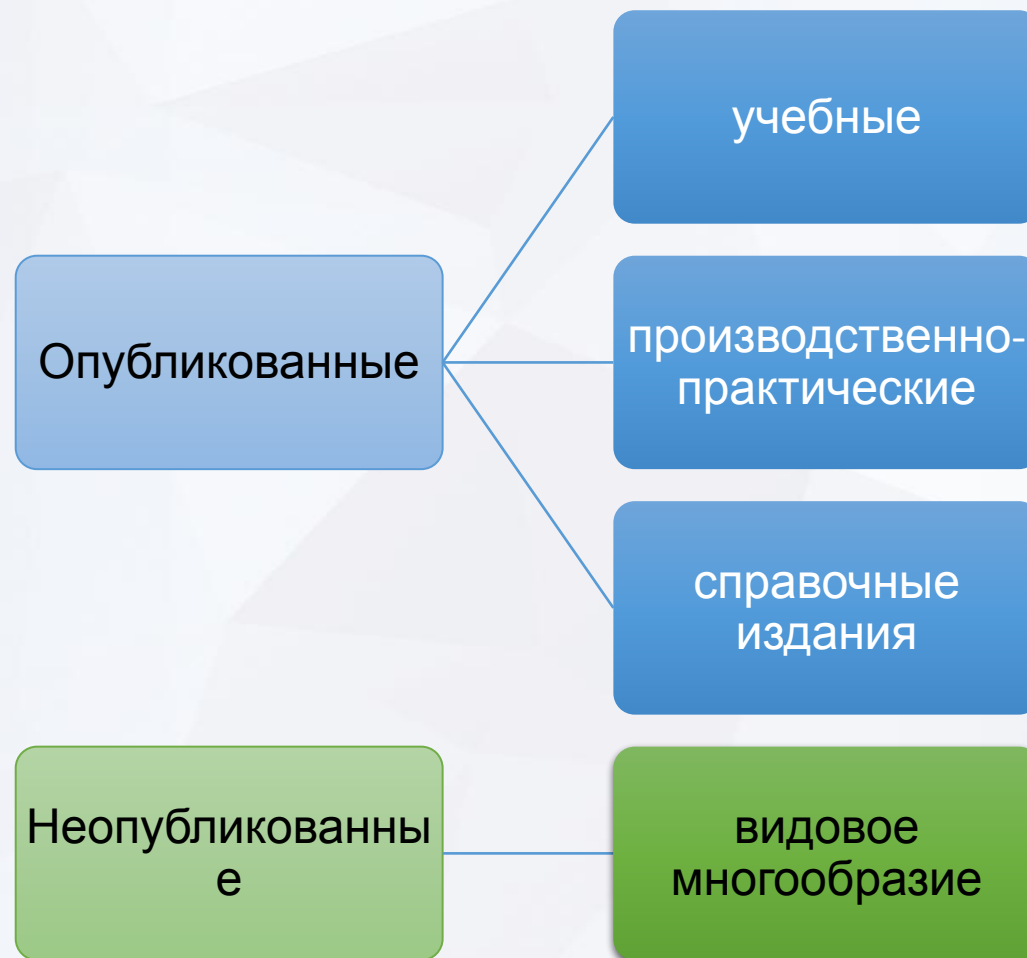 учебные
Опубликованные
производственно-
практические
справочные
издания
Неопубликованны
е
видовое
многообразие